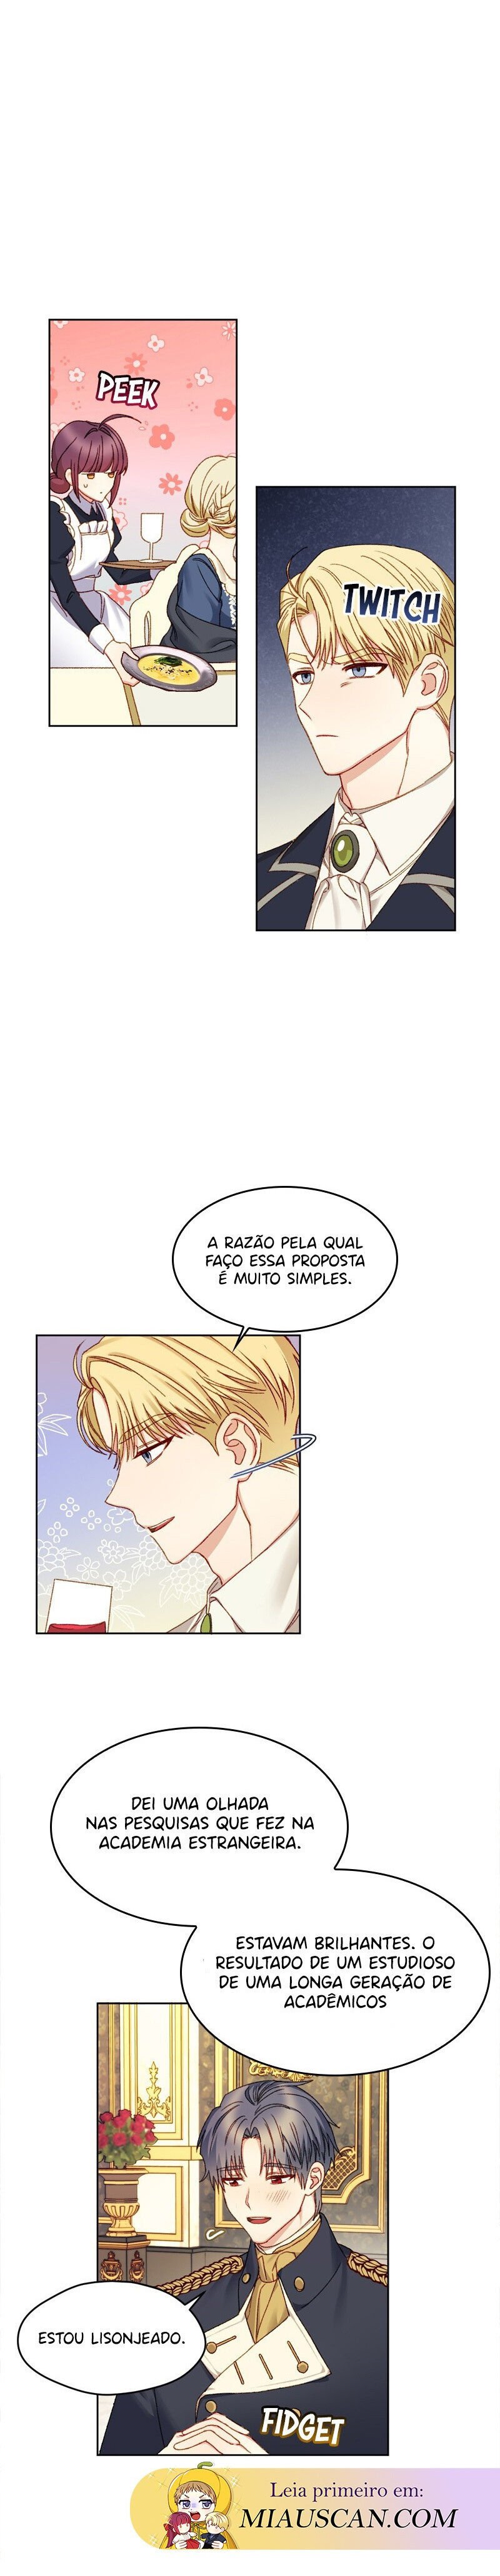 PEEK
TWITCH
A RAZÃO PELA QUAL
FAÇO ESSA PROPOSTA
É MUITO SIMPLES.
DEI UMA OLHADA
NAS PESQUISAS QUE FEZ NA
ACADEMIA ESTRANGEIRA.
ESTAVAM BRILHANTES. O
RESULTADO DE UM ESTUDIOSO
DE UMA LONGA GERAÇÃO DE
ACADÊMICOS
ESTOU LISONJEADO.
FIDGET
Leia primeiro em:
MIAUSCAN.COM